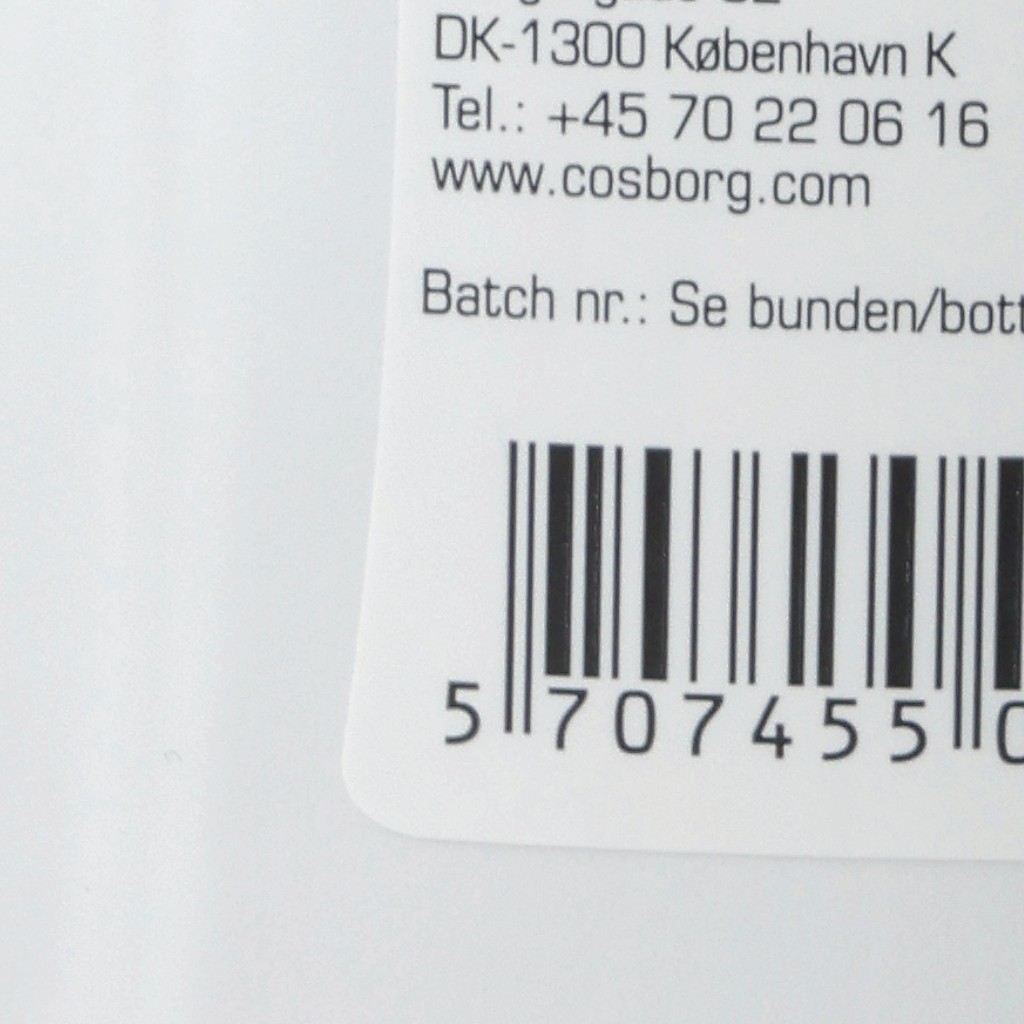 DK-1300 København K
Tel.: +45 70 22 06 16
www.cosborg.com
Batch nr.: Se bunden/bott
5 707455 0